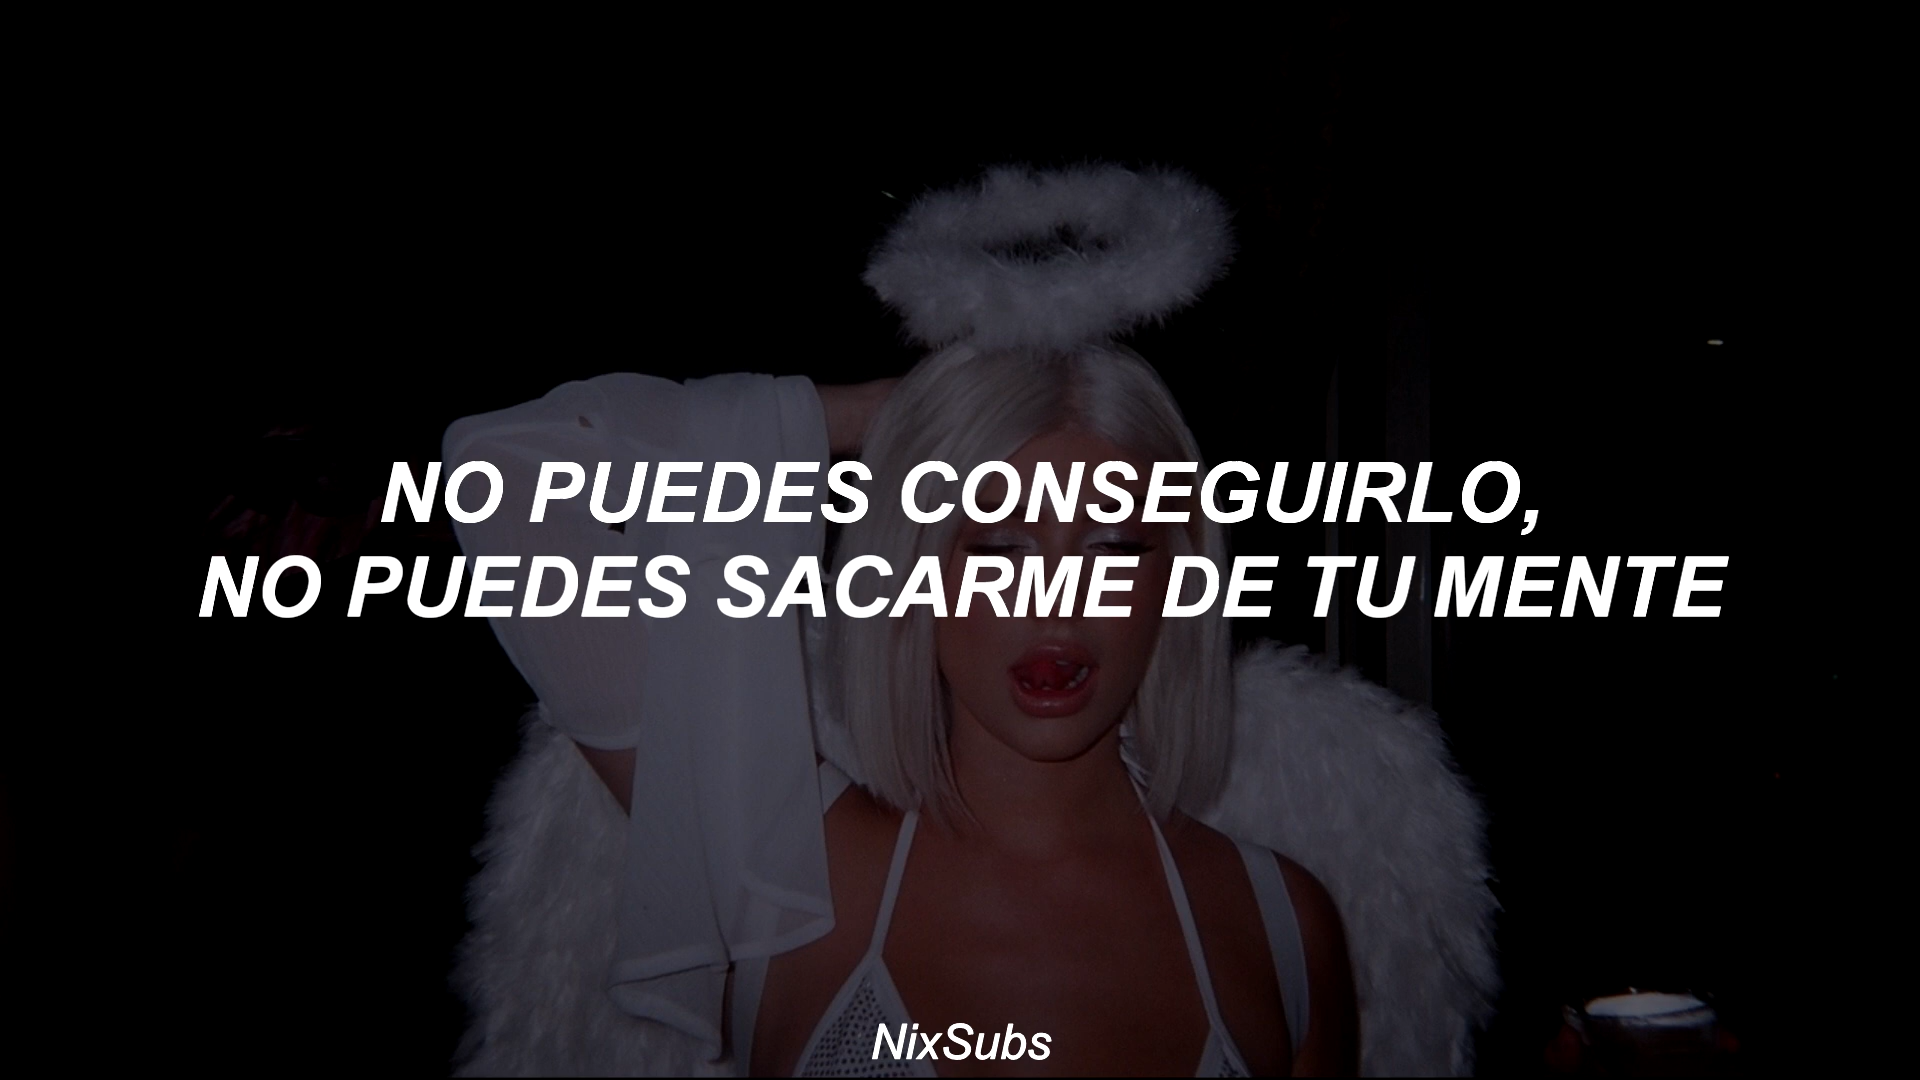 NO PUEDES CONSEGUIRLO,
NO PUEDES SACARME DE TU MENTE
NixSubs